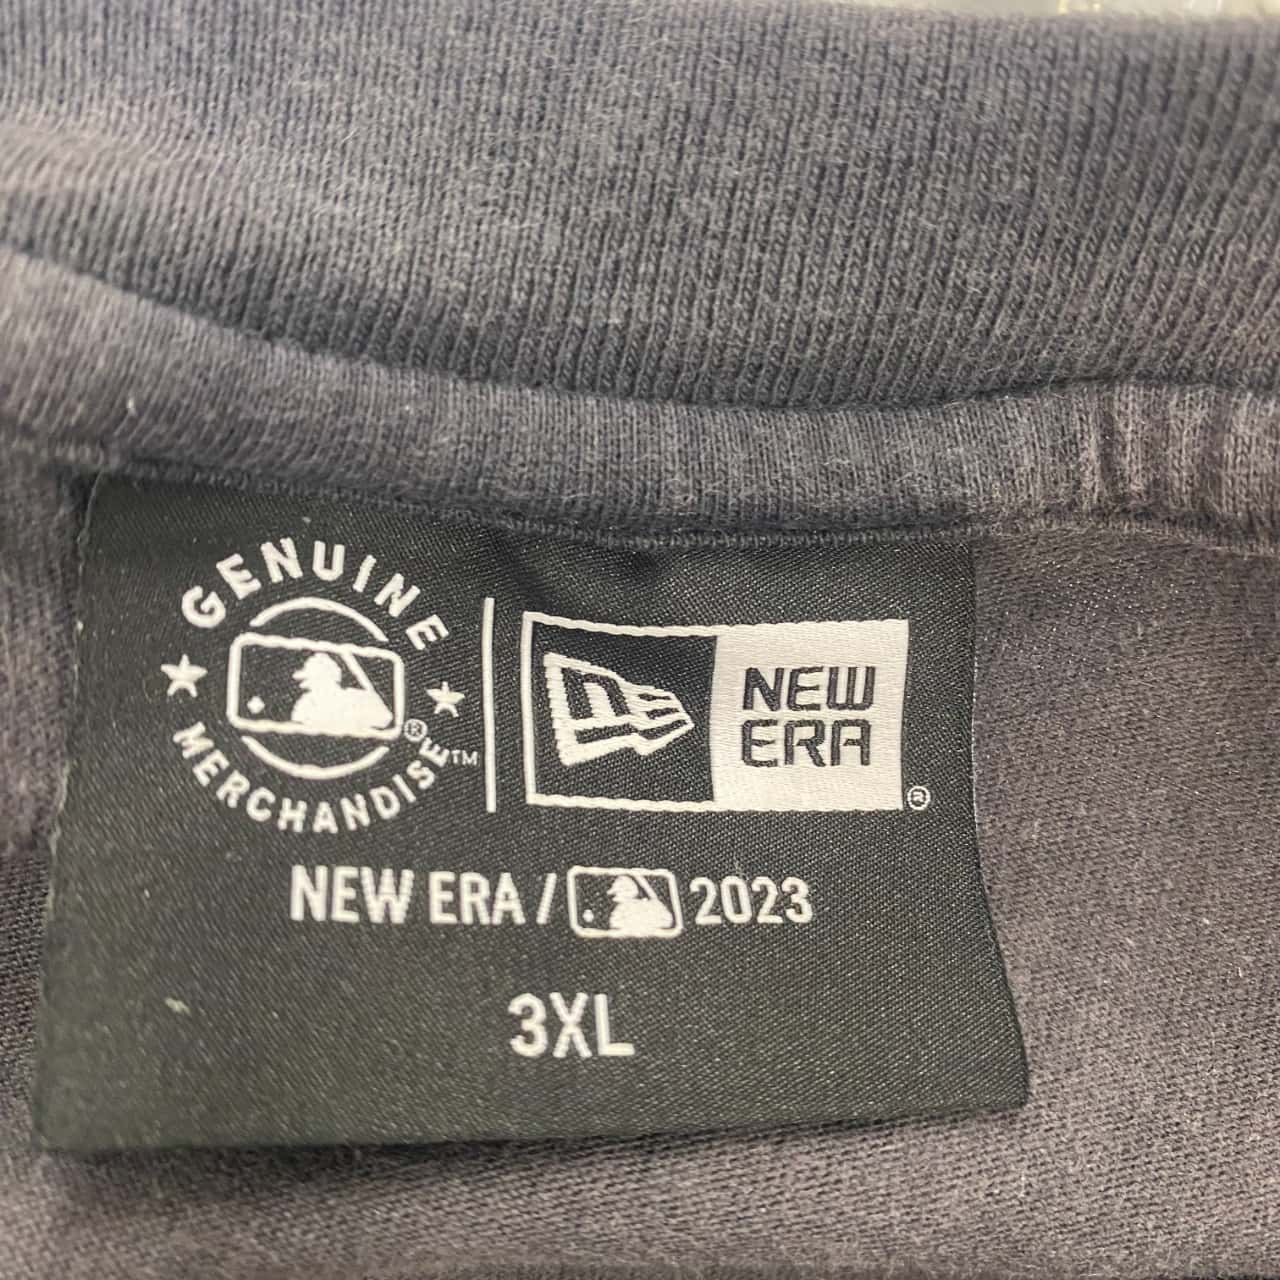 GENUINE
MERCHANDISE™
®
NEW
ERA
®
NEW ERA / 2023
3XL